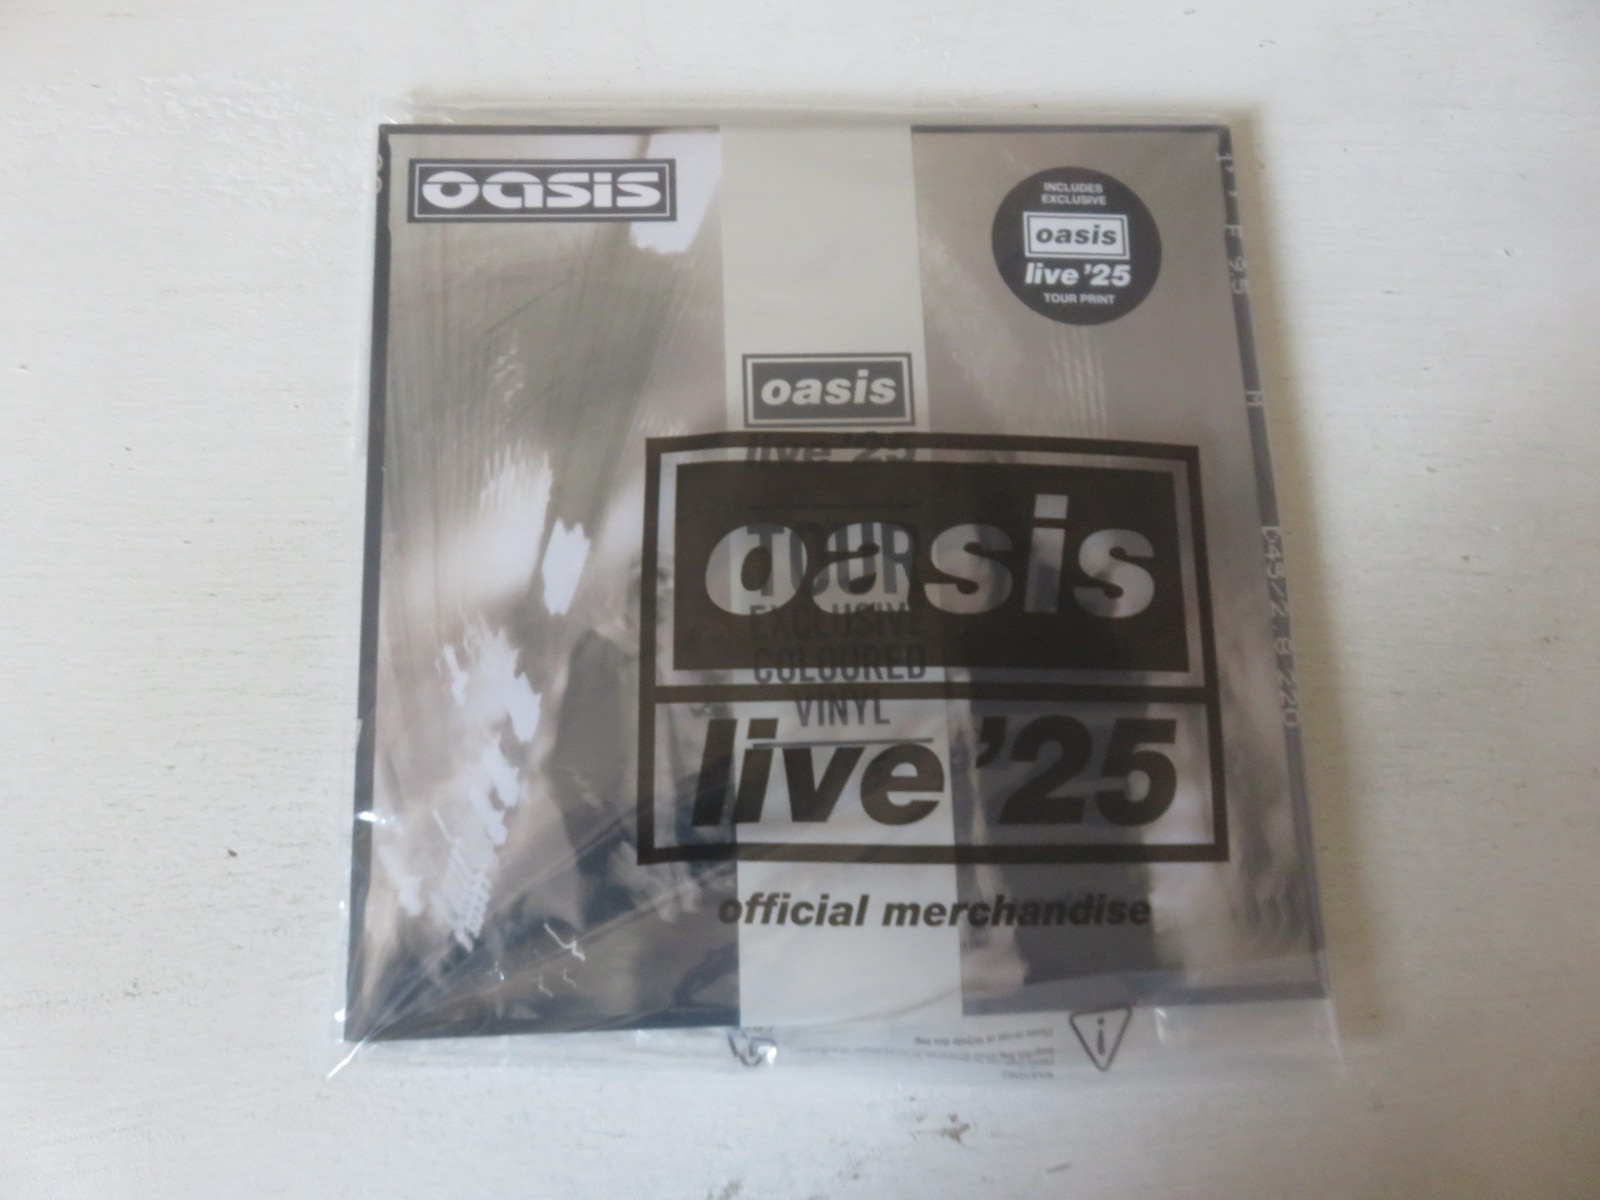 oasis
INCLUDES
EXCLUSIVE
oasis
live '25
TOUR PRINT
oasis
live '25
TOUR
EXCLUSIVE
COLOURED
VINYL
oasis
live '25
official merchandise